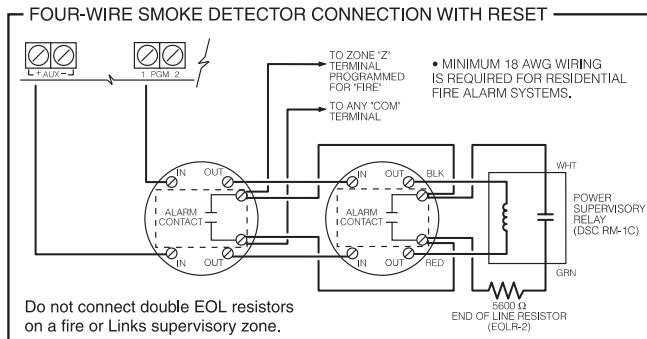 FOUR-WIRE SMOKE DETECTOR CONNECTION WITH RESET
+ AUX -
1 PGM 2
TO ZONE "Z"
TERMINAL
PROGRAMMED
FOR "FIRE"
TO ANY "COM"
TERMINAL
• MINIMUM 18 AWG WIRING
IS REQUIRED FOR RESIDENTIAL
FIRE ALARM SYSTEMS.
IN
OUT
IN
OUT
BLK
WHT
ALARM
CONTACT
ALARM
CONTACT
POWER
SUPERVISORY
RELAY
(DSC RM-1C)
IN
OUT
IN
OUT
RED
GRN
5600 Ω
END OF LINE RESISTOR
(EOLR-2)
Do not connect double EOL resistors
on a fire or Links supervisory zone.